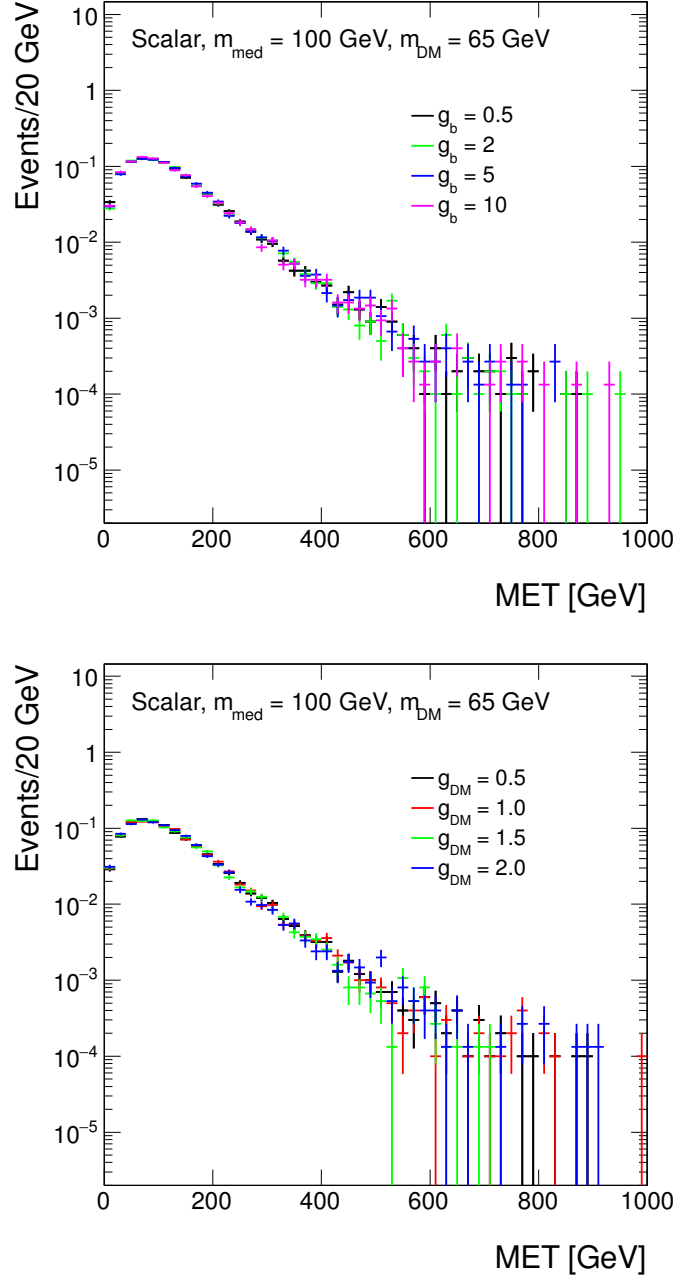 Events/20 GeV
Scalar, m_med = 100 GeV, m_DM = 65 GeV
g_b = 0.5
g_b = 2
g_b = 5
g_b = 10
10
1
10⁻¹
10⁻²
10⁻³
10⁻⁴
10⁻⁵
0 200 400 600 800 1000
MET [GeV]
Events/20 GeV
Scalar, m_med = 100 GeV, m_DM = 65 GeV
g_DM = 0.5
g_DM = 1.0
g_DM = 1.5
g_DM = 2.0
10
1
10⁻¹
10⁻²
10⁻³
10⁻⁴
10⁻⁵
0 200 400 600 800 1000
MET [GeV]